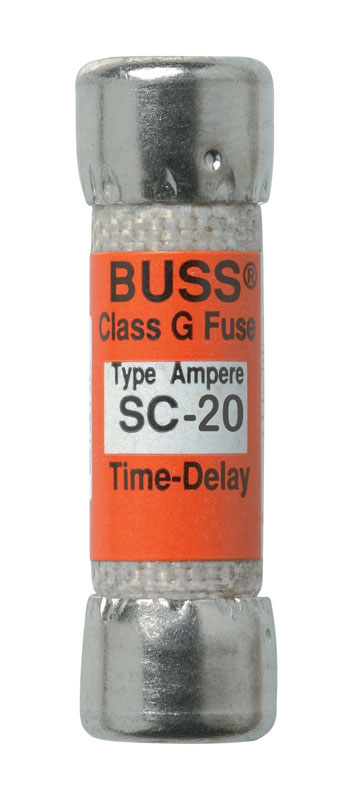 BUSS®
Class G Fuse
Type Ampere
SC-20
Time-Delay